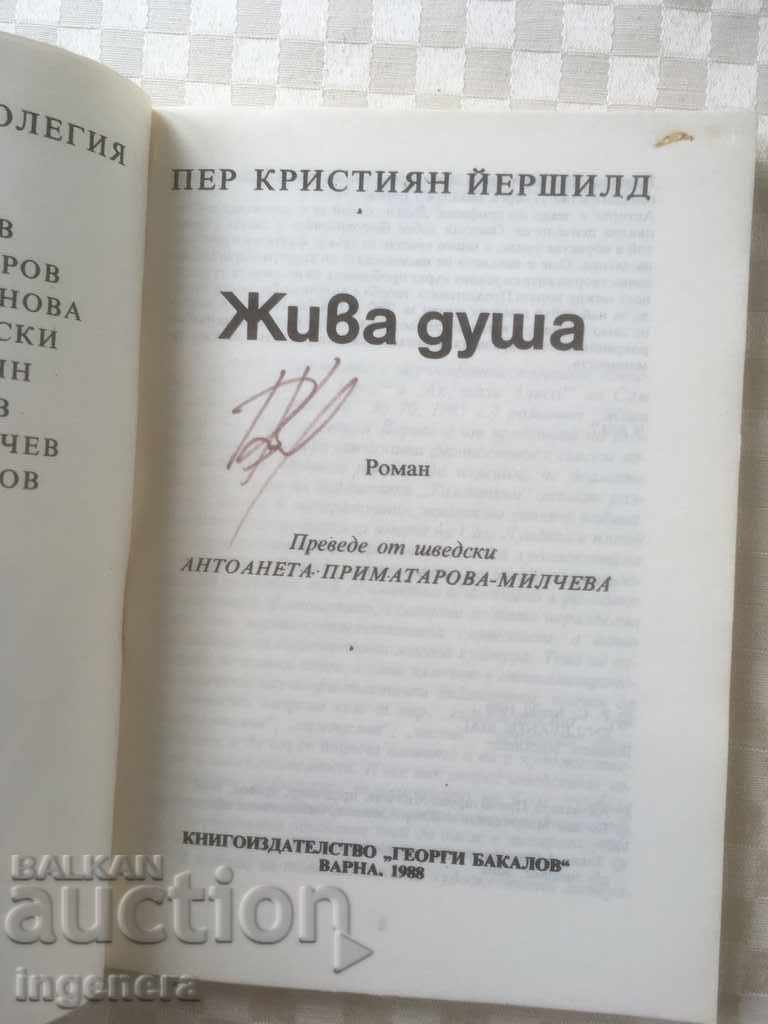 ОЛЕГИЯ
В
РОВ
НОВА
СКИ
ИН
В
ЧЕВ
ОВ
ПЕР КРИСТИЯН ЙЕРШИЛД
Жива душа
Роман
Преведе от шведски
АНТОАНЕТА ПРИМАТАРОВА-МИЛЧЕВА
КНИГОИЗДАТЕЛСТВО „ГЕОРГИ БАКАЛОВ“
ВАРНА, 1988
BALKAN
auction
ingenera